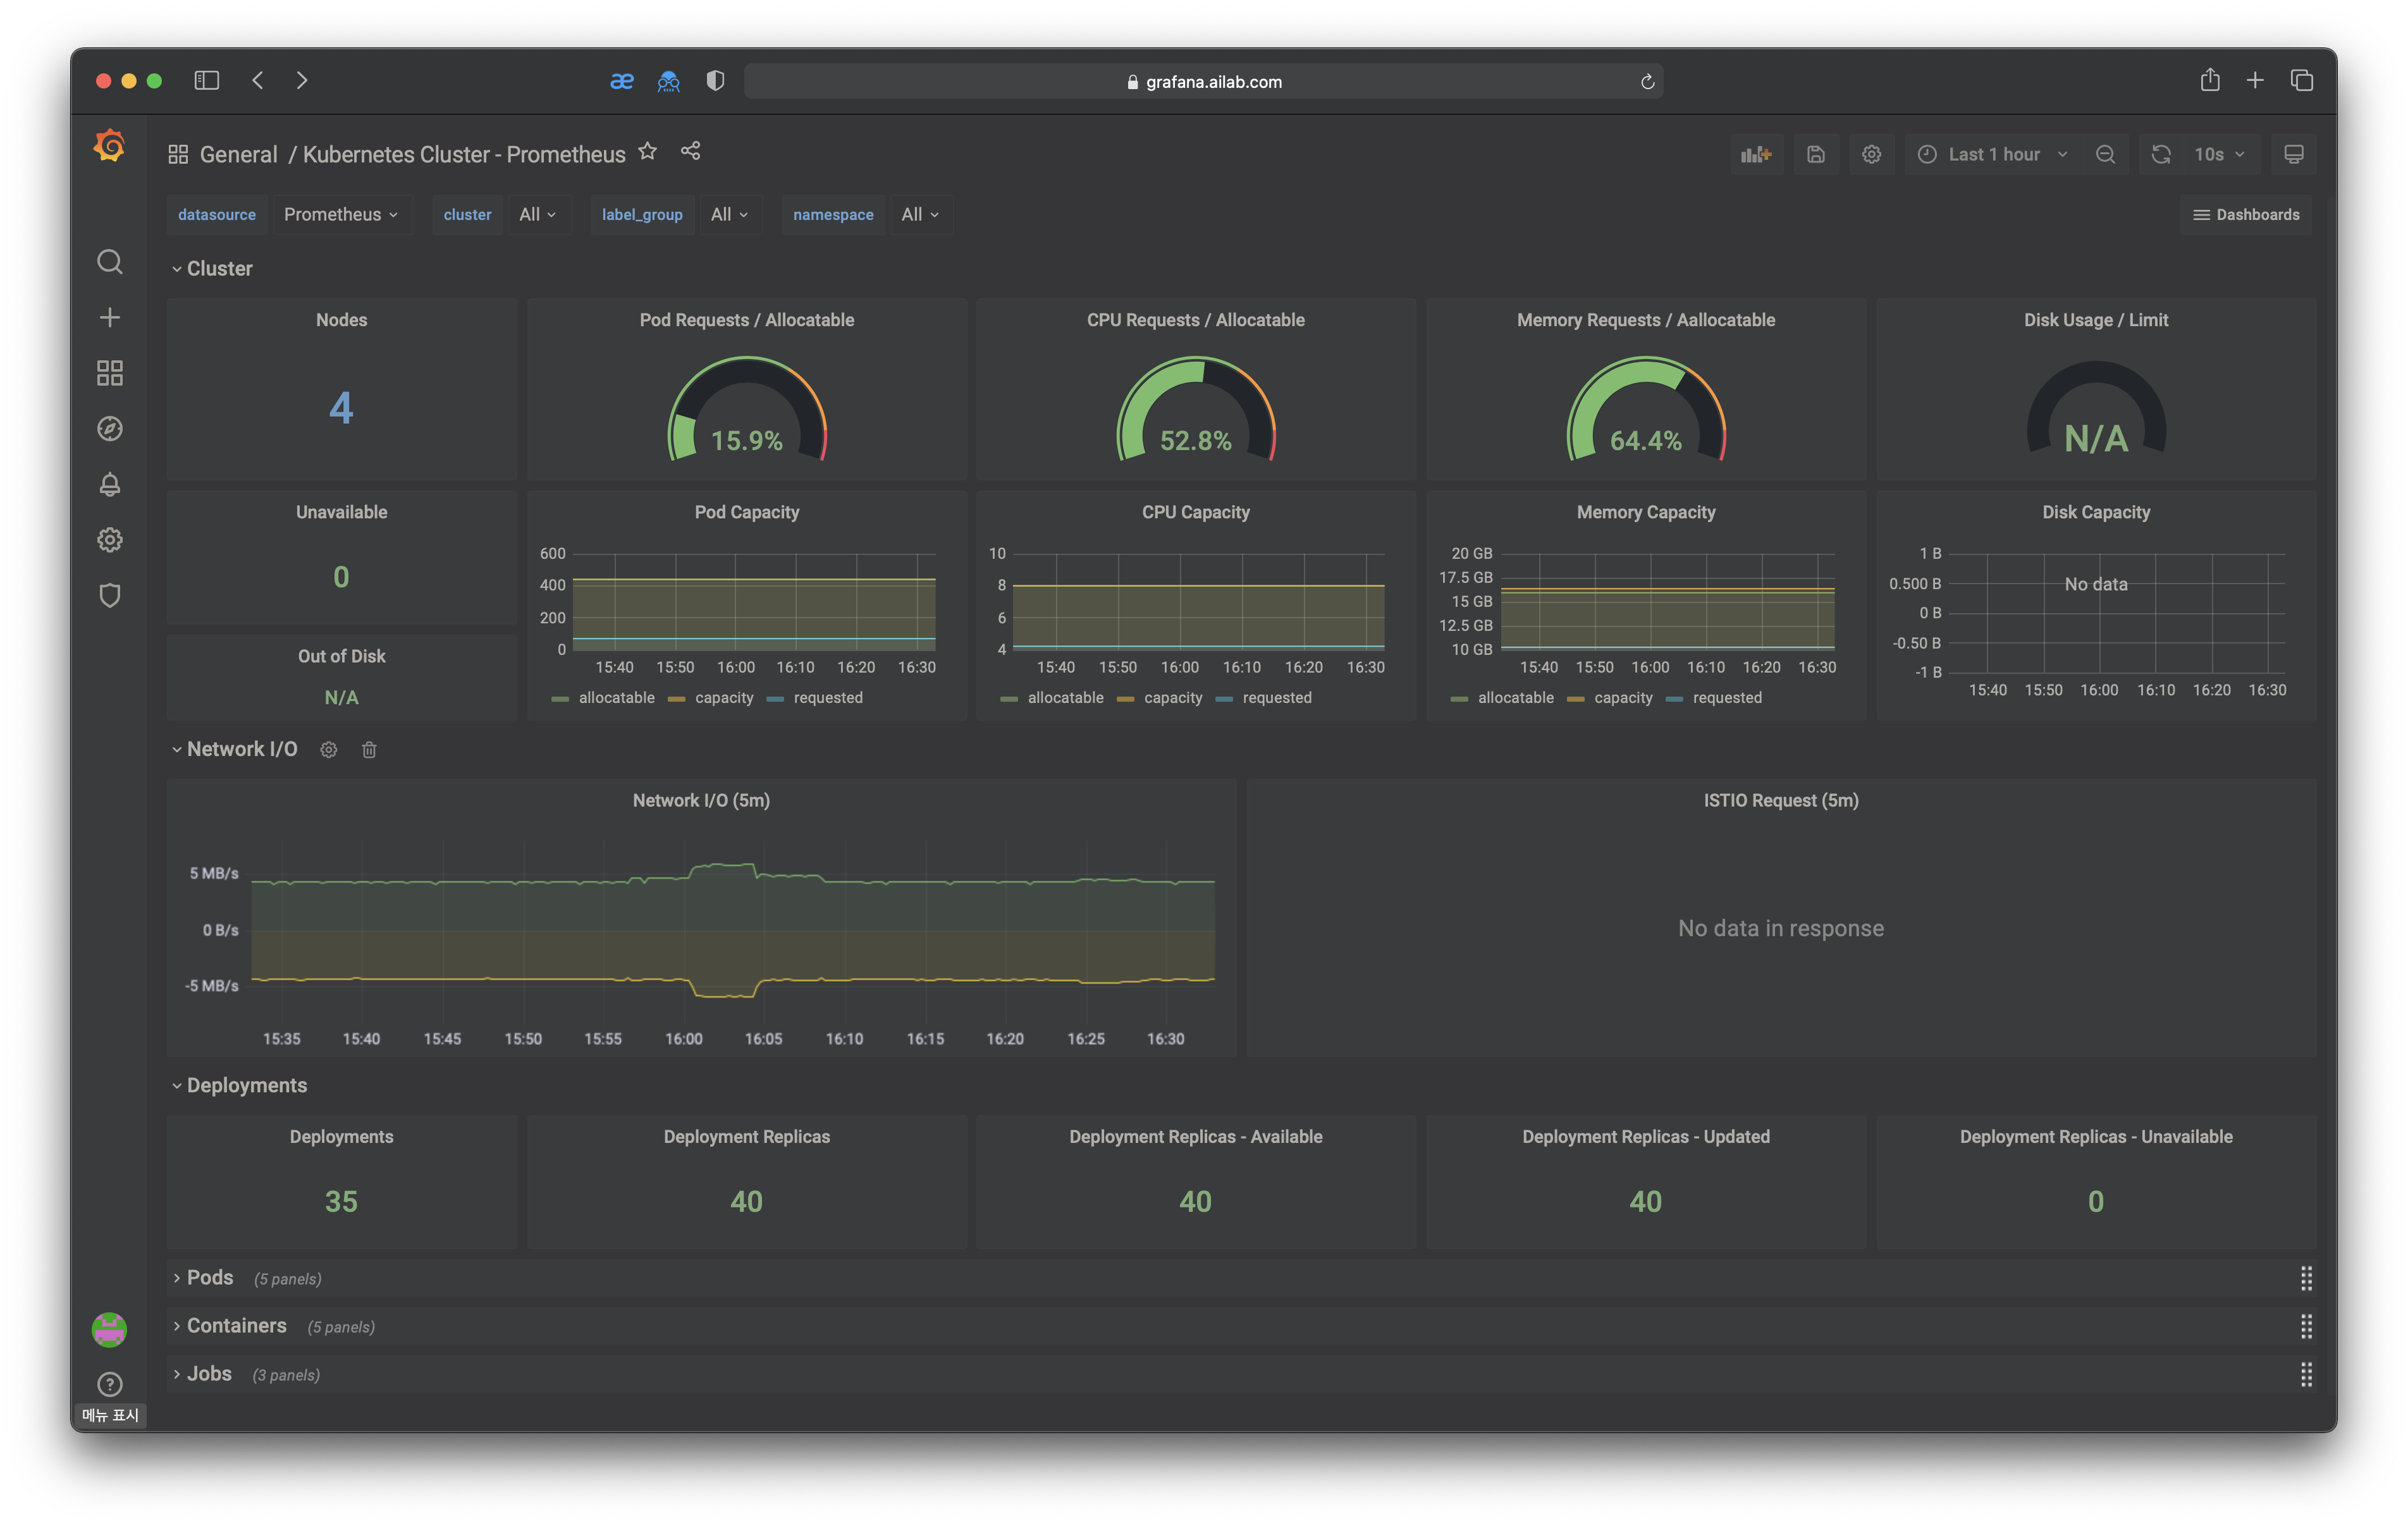 grafana.ailab.com
General / Kubernetes Cluster - Prometheus
Last 1 hour
10s
datasource Prometheus cluster All label_group All namespace All
Dashboards
Cluster
Nodes
4
Pod Requests / Allocatable
15.9%
CPU Requests / Allocatable
52.8%
Memory Requests / Aallocatable
64.4%
Disk Usage / Limit
N/A
Unavailable
0
Out of Disk
N/A
Pod Capacity
600
400
200
0
15:40 15:50 16:00 16:10 16:20 16:30
allocatable capacity requested
CPU Capacity
10
8
6
4
15:40 15:50 16:00 16:10 16:20 16:30
allocatable capacity requested
Memory Capacity
20 GB
17.5 GB
15 GB
12.5 GB
10 GB
15:40 15:50 16:00 16:10 16:20 16:30
allocatable capacity requested
Disk Capacity
1 B
0.500 B
0 B
-0.50 B
-1 B
No data
15:40 15:50 16:00 16:10 16:20 16:30
Network I/O
Network I/O (5m)
5 MB/s
0 B/s
-5 MB/s
15:35 15:40 15:45 15:50 15:55 16:00 16:05 16:10 16:15 16:20 16:25 16:30
ISTIO Request (5m)
No data in response
Deployments
Deployments
35
Deployment Replicas
40
Deployment Replicas - Available
40
Deployment Replicas - Updated
40
Deployment Replicas - Unavailable
0
Pods (5 panels)
Containers (5 panels)
Jobs (3 panels)
메뉴 표시